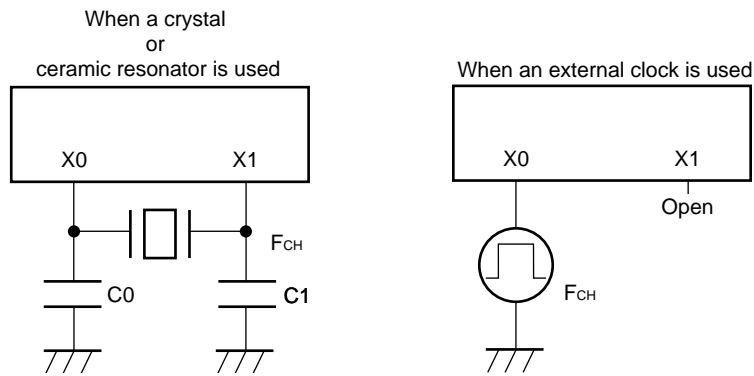 When a crystal
or
ceramic resonator is used
X0
X1
FCH
C0
C1
When an external clock is used
X0
X1
Open
FCH